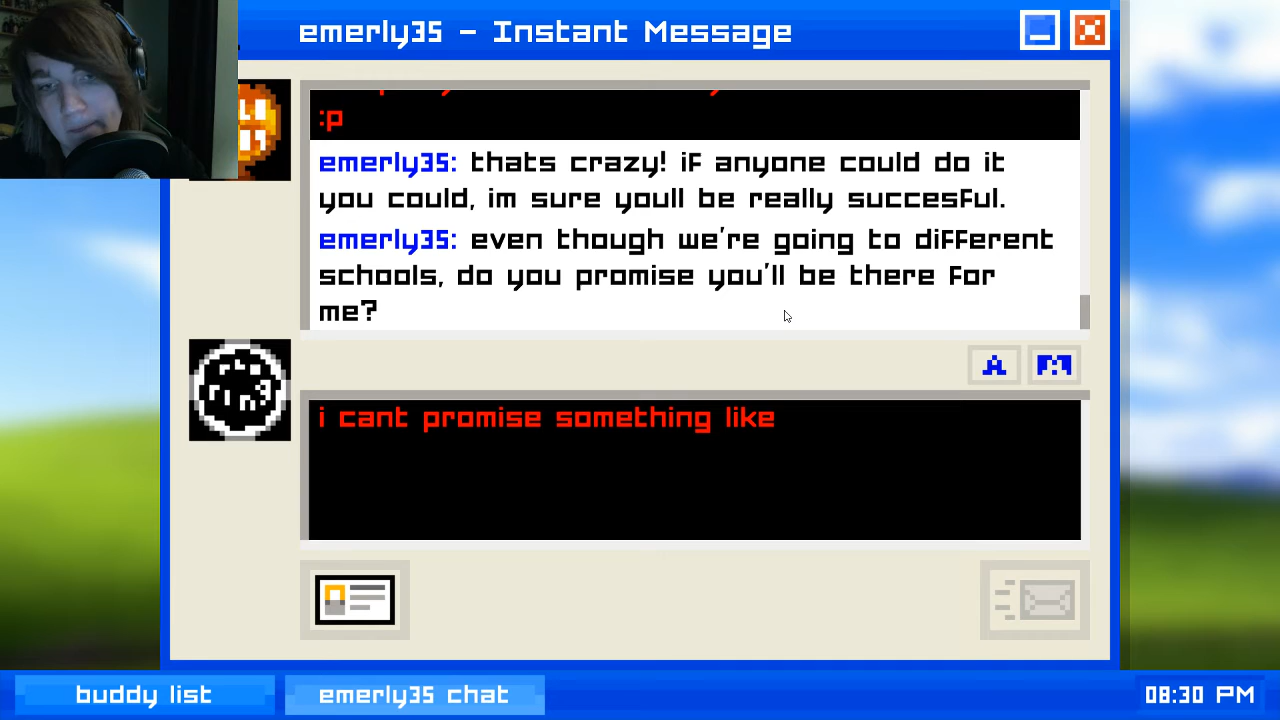 emerly35 - Instant Message
:p
emerly35: thats crazy! if anyone could do it
you could, im sure youll be really succesful.
emerly35: even though we're going to different
schools, do you promise you'll be there for
me?
A
i cant promise something like
buddy list
emerly35 chat
08:30 PM